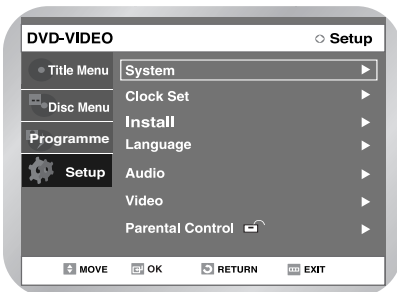 DVD-VIDEO
Setup
Title Menu
Disc Menu
Programme
Setup
System
Clock Set
Install
Language
Audio
Video
Parental Control
MOVE OK RETURN EXIT